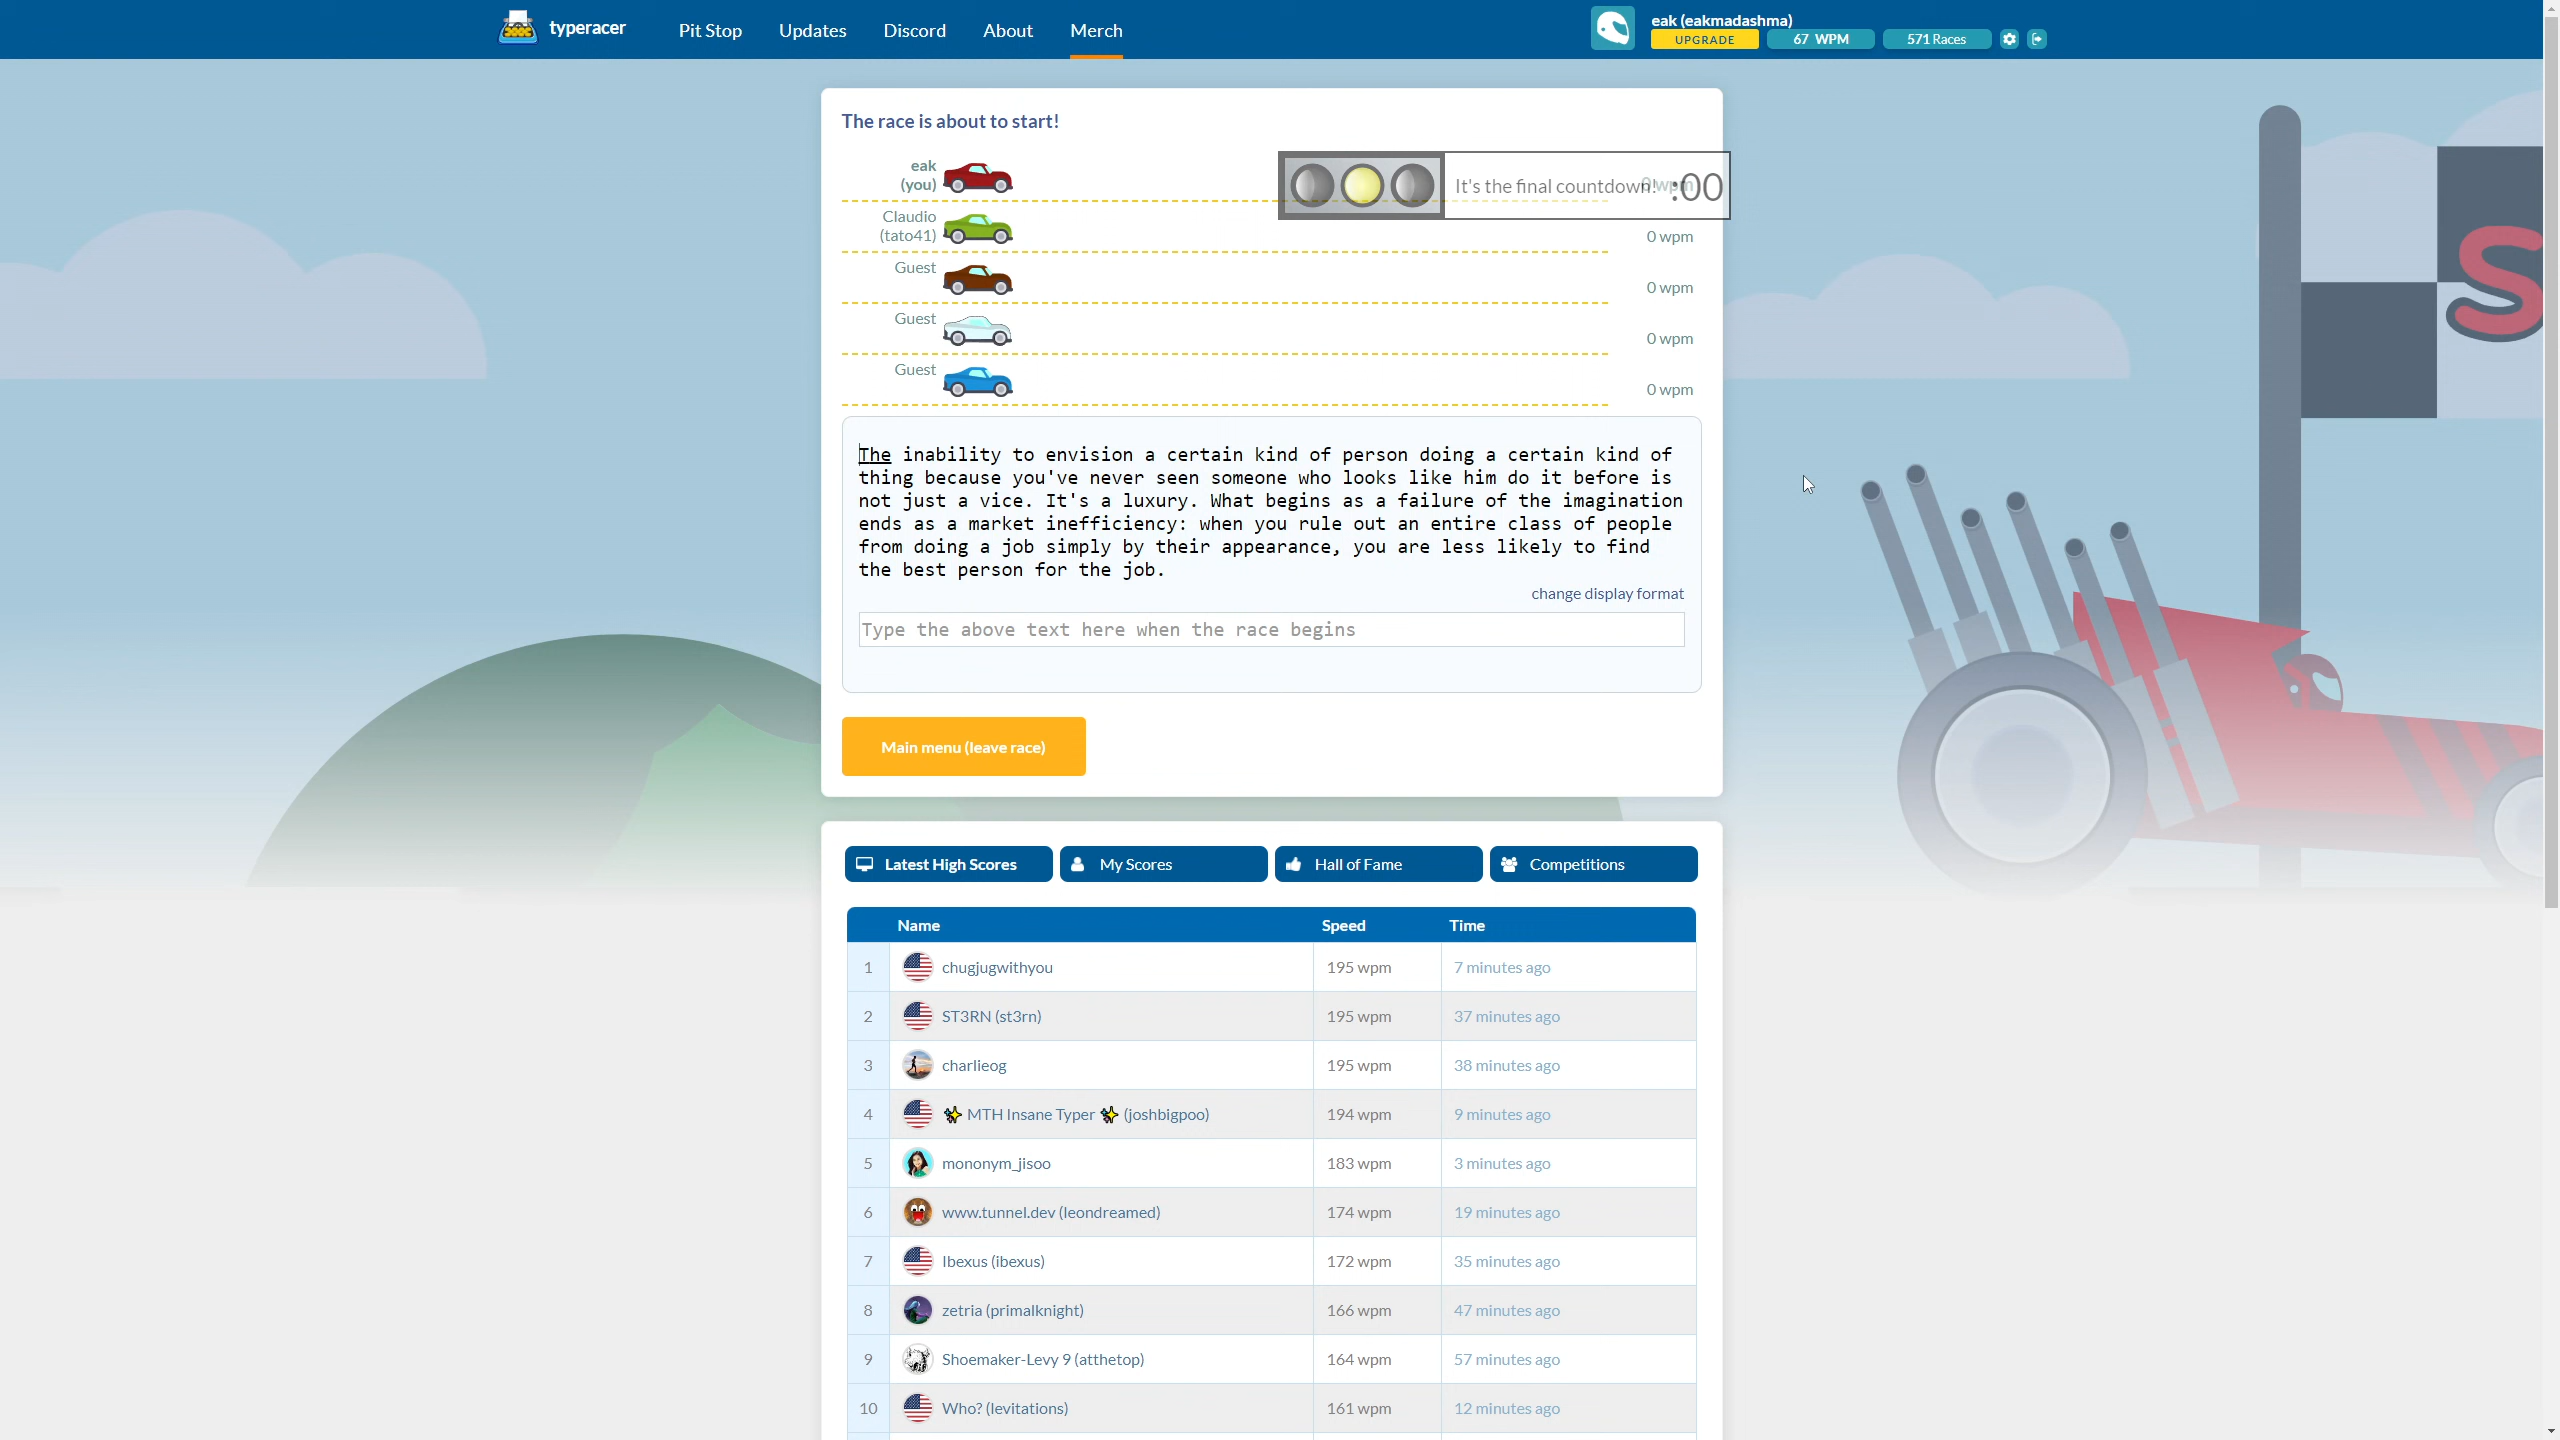 typeracer
Pit Stop
Updates
Discord
About
Merch
eak (eakmadashma)
UPGRADE
67 WPM
571 Races
The race is about to start!
eak
(you)
It's the final countdown! :00
0 wpm
Claudio
(tato41)
0 wpm
Guest
0 wpm
Guest
0 wpm
Guest
0 wpm
The inability to envision a certain kind of person doing a certain kind of
thing because you've never seen someone who looks like him do it before is
not just a vice. It's a luxury. What begins as a failure of the imagination
ends as a market inefficiency: when you rule out an entire class of people
from doing a job simply by their appearance, you are less likely to find
the best person for the job.
change display format
Type the above text here when the race begins
Main menu (leave race)
Latest High Scores
My Scores
Hall of Fame
Competitions
Name Speed Time
1 chugjugwithyou 195 wpm 7 minutes ago
2 ST3RN (st3rn) 195 wpm 37 minutes ago
3 charlieog 195 wpm 38 minutes ago
4 ✨ MTH Insane Typer ✨ (joshbigpoo) 194 wpm 9 minutes ago
5 mononym_jisoo 183 wpm 3 minutes ago
6 www.tunnel.dev (leondreamed) 174 wpm 19 minutes ago
7 Ibexus (ibexus) 172 wpm 35 minutes ago
8 zetria (primalknight) 166 wpm 47 minutes ago
9 Shoemaker-Levy 9 (atthetop) 164 wpm 57 minutes ago
10 Who? (levitations) 161 wpm 12 minutes ago
S